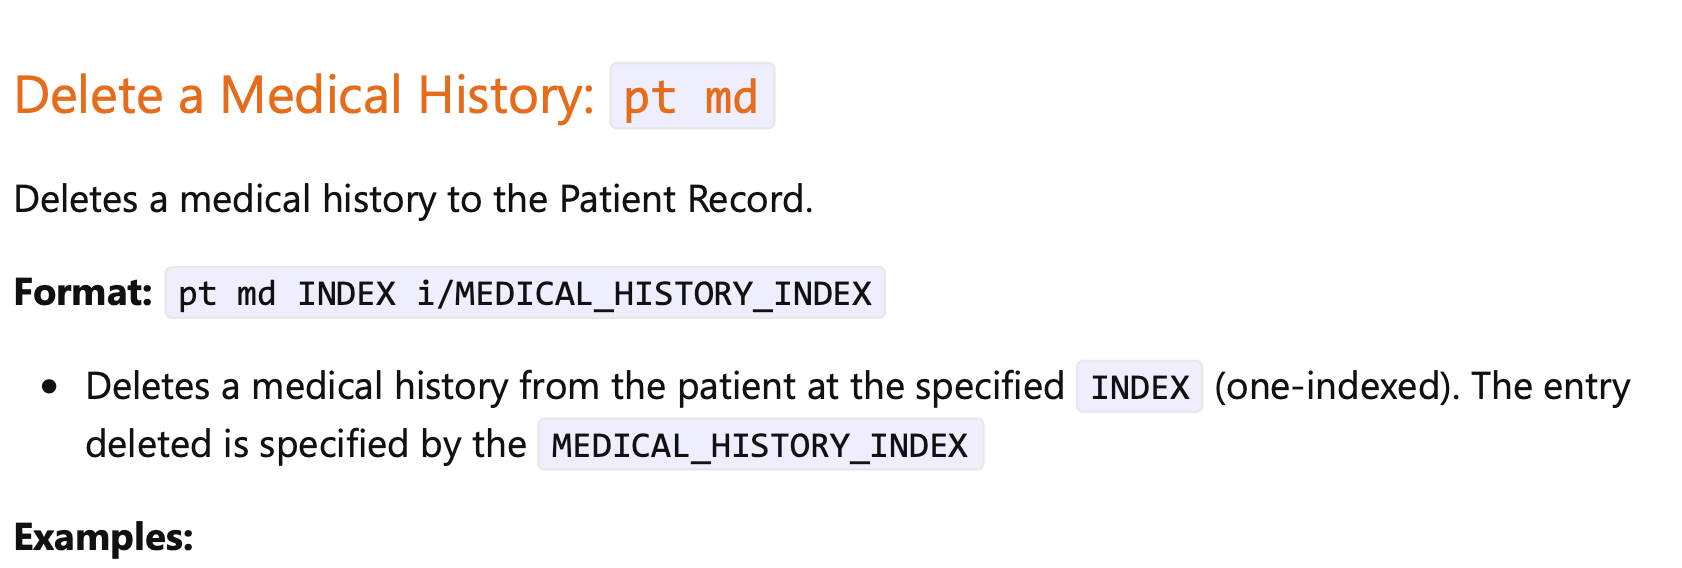 Delete a Medical History: pt md
Deletes a medical history to the Patient Record.
Format: pt md INDEX i/MEDICAL_HISTORY_INDEX
• Deletes a medical history from the patient at the specified INDEX (one-indexed). The entry
deleted is specified by the MEDICAL_HISTORY_INDEX
Examples: